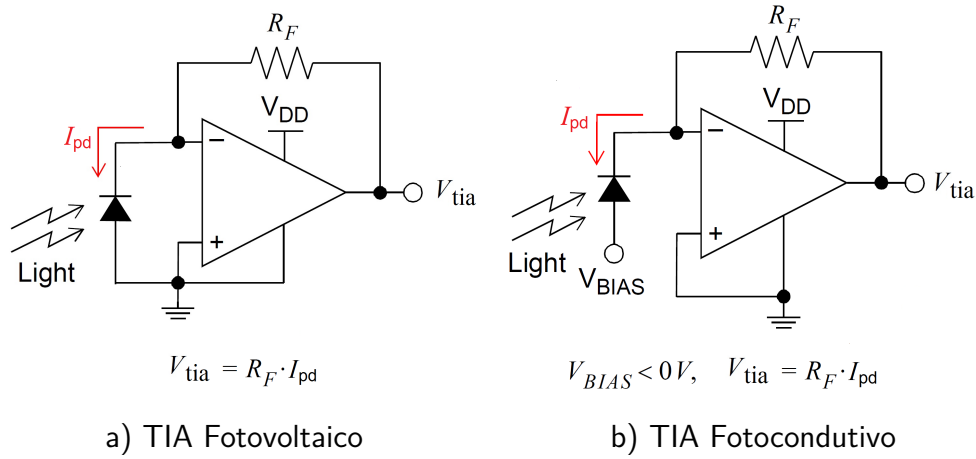 R_F
V_DD
I_pd
−
+
V_tia
Light
V_tia = R_F · I_pd
a) TIA Fotovoltaico
R_F
V_DD
I_pd
−
+
V_tia
Light
V_BIAS
V_BIAS < 0 V, V_tia = R_F · I_pd
b) TIA Fotocondutivo